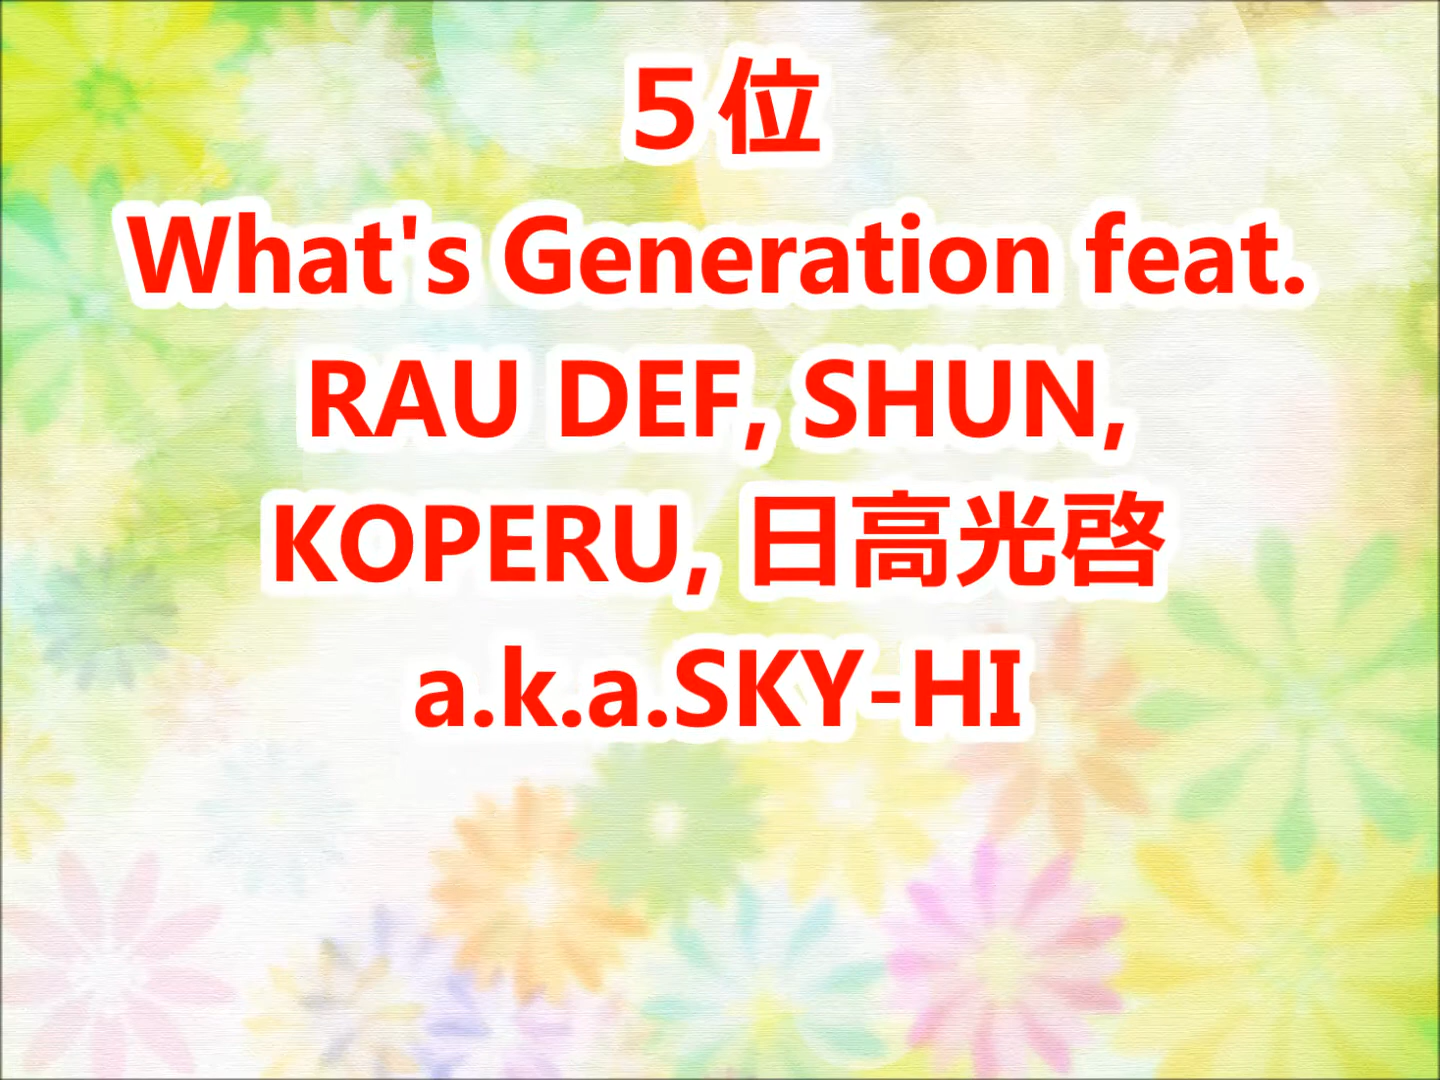 ５位
What's Generation feat.
RAU DEF, SHUN,
KOPERU, 日高光啓
a.k.a.SKY-HI